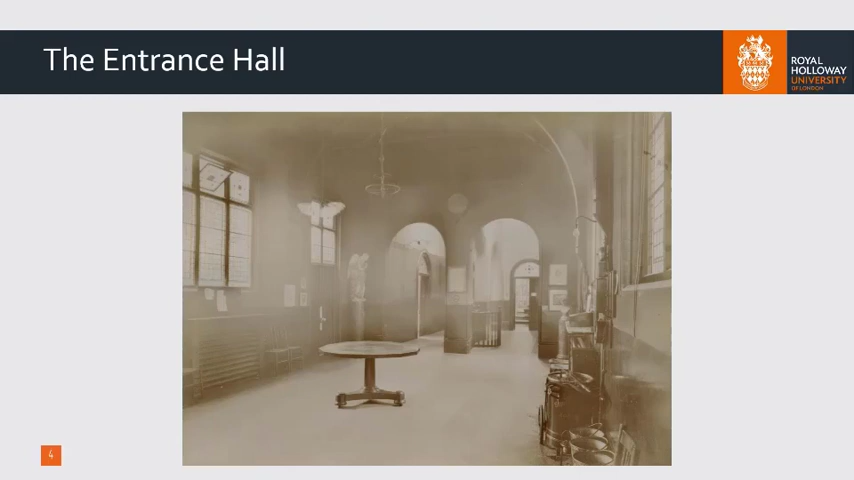 The Entrance Hall
ROYAL
HOLLOWAY
UNIVERSITY
OF LONDON
4